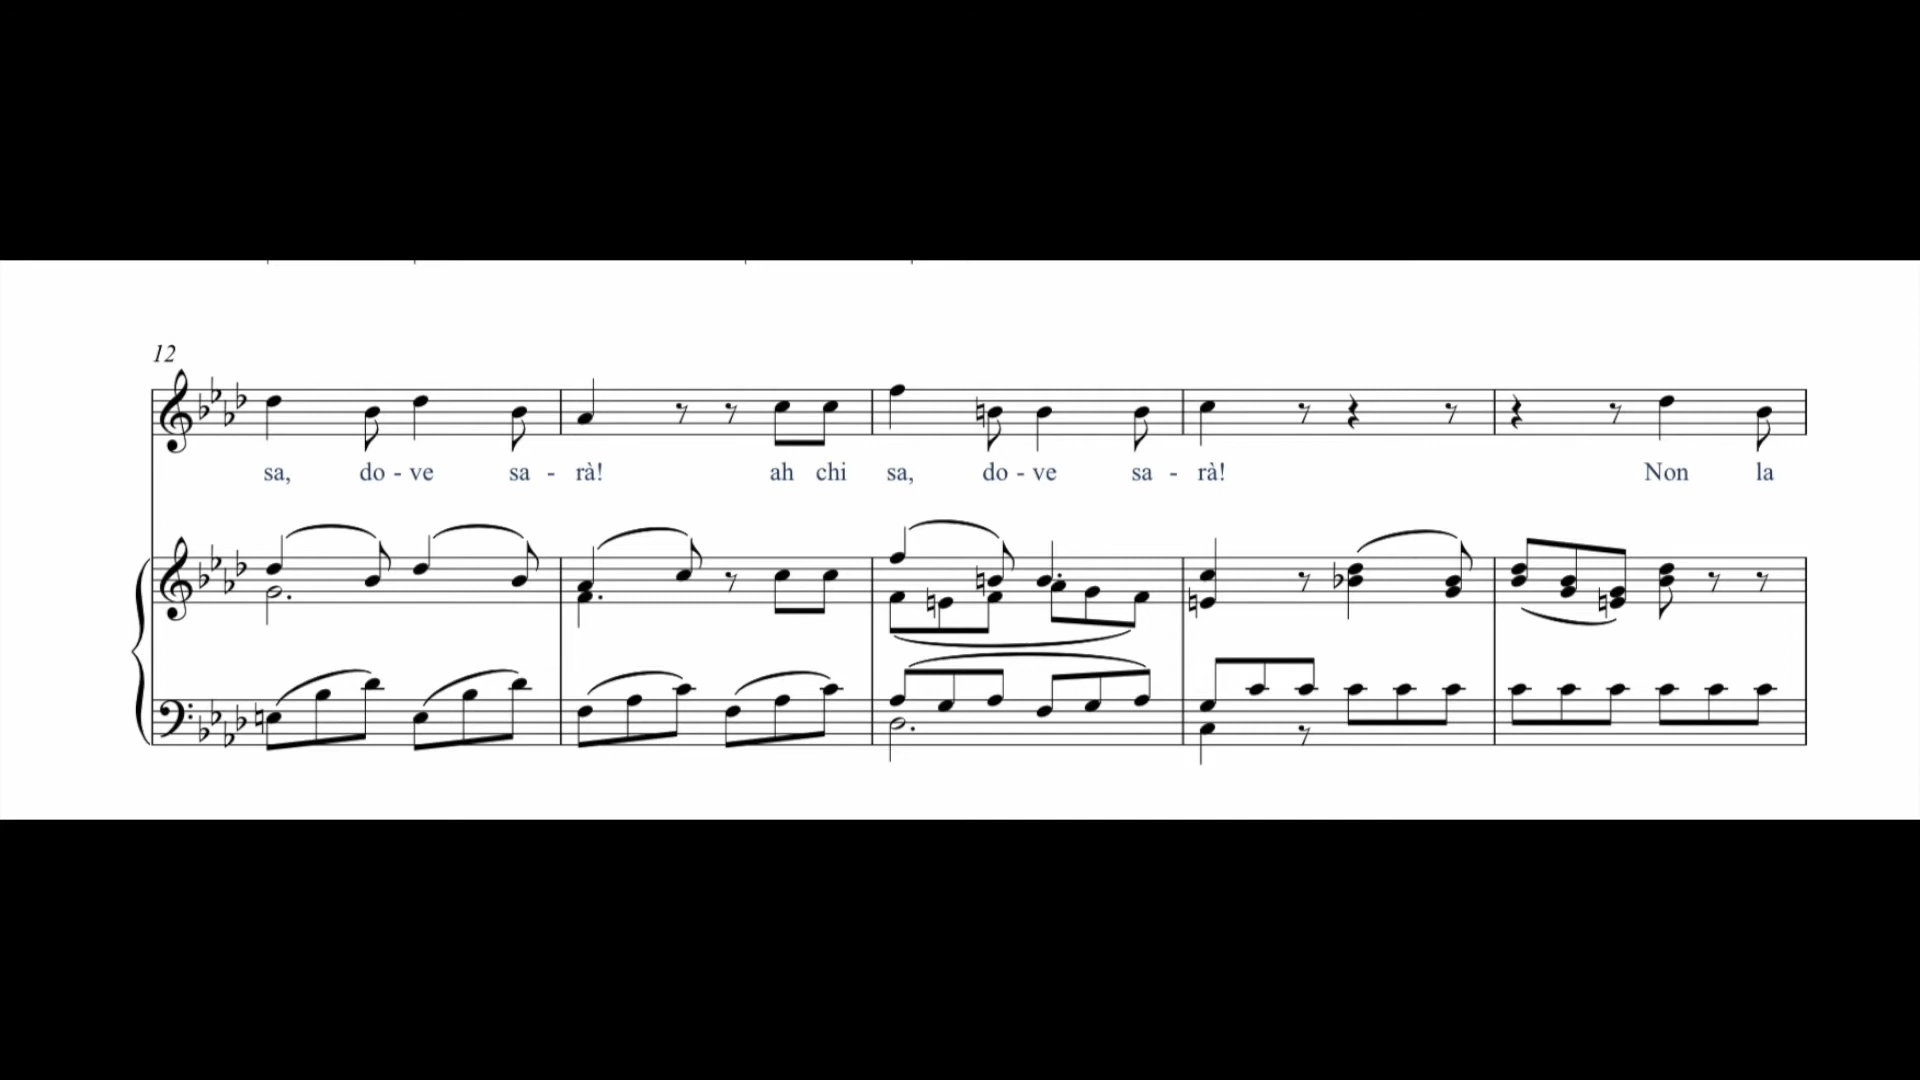 12
sa, do - ve sa - rà! ah chi sa, do - ve sa - rà! Non la